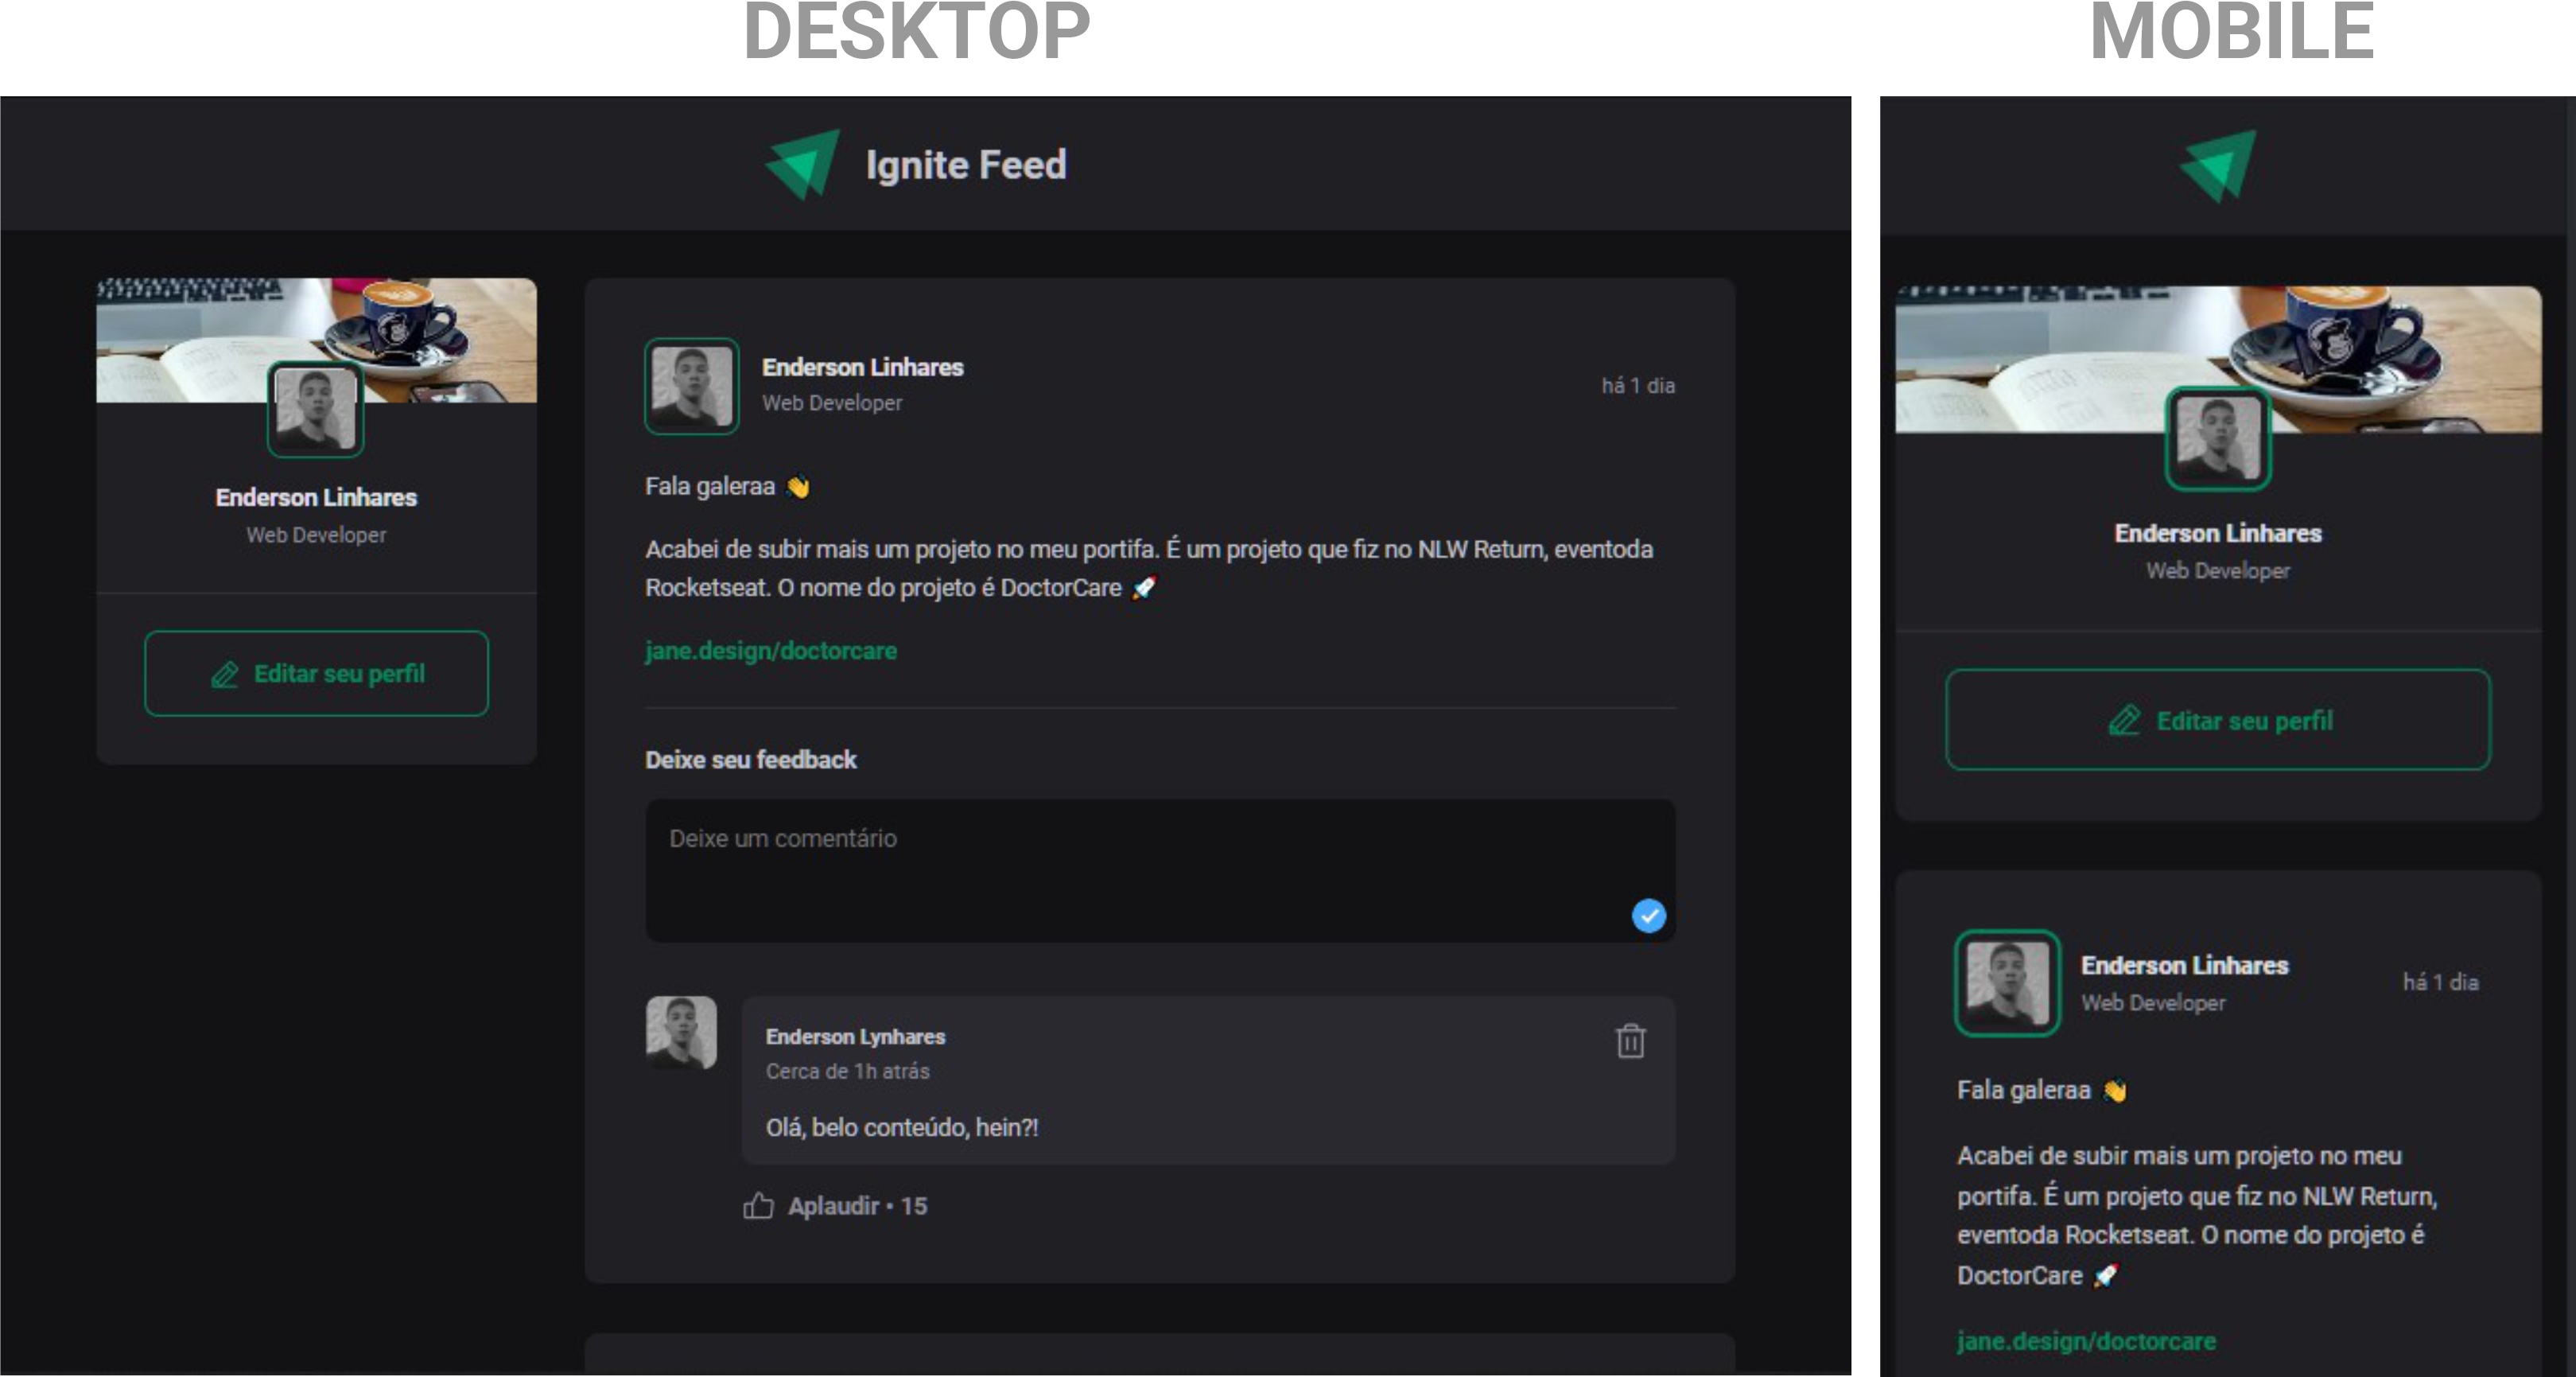 DESKTOP
Ignite Feed
Enderson Linhares
Web Developer
Editar seu perfil
Enderson Linhares
Web Developer
há 1 dia
Fala galeraa 👋
Acabei de subir mais um projeto no meu portifa. É um projeto que fiz no NLW Return, eventoda
Rocketseat. O nome do projeto é DoctorCare 🚀
jane.design/doctorcare
Deixe seu feedback
Deixe um comentário
Enderson Lynhares
Cerca de 1h atrás
Olá, belo conteúdo, hein?!
Aplaudir • 15
MOBILE
Enderson Linhares
Web Developer
Editar seu perfil
Enderson Linhares
Web Developer
há 1 dia
Fala galeraa 👋
Acabei de subir mais um projeto no meu
portifa. É um projeto que fiz no NLW Return,
eventoda Rocketseat. O nome do projeto é
DoctorCare 🚀
jane.design/doctorcare